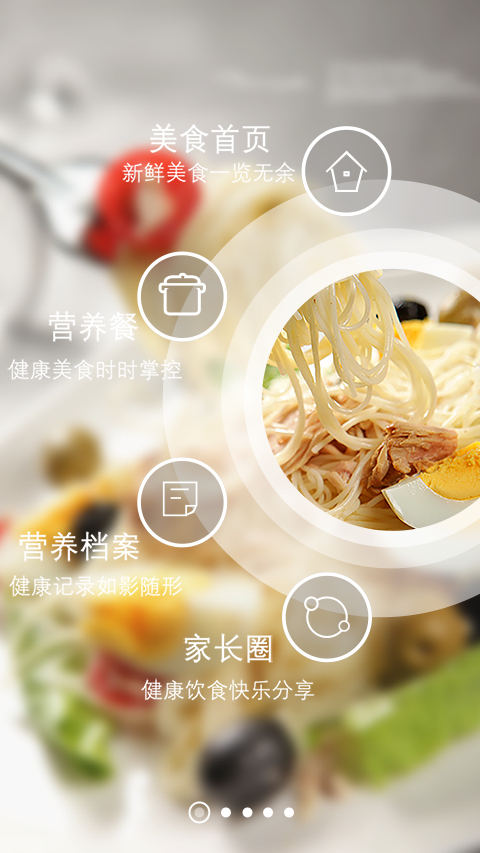 美食首页
新鲜美食一览无余
营养餐
健康美食时时掌控
营养档案
健康记录如影随形
家长圈
健康饮食快乐分享